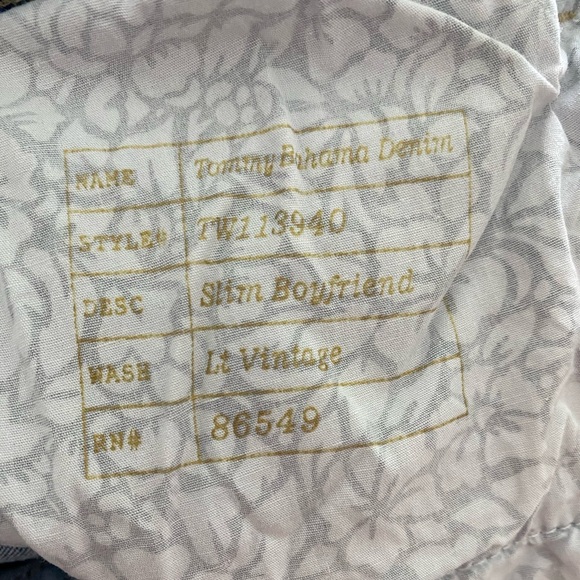 NAME Tommy Bahama Denim
STYLE# TW113940
DESC Slim Boyfriend
WASH Lt Vintage
RN# 86549